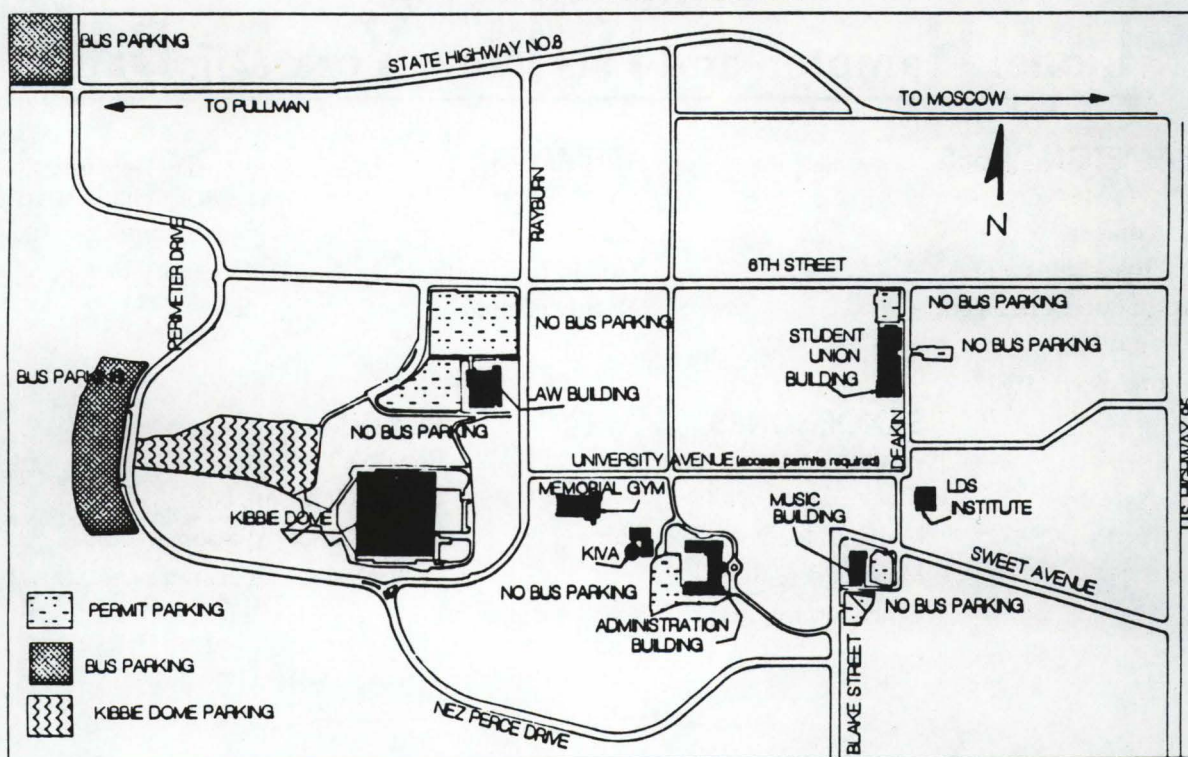 BUS PARKING
STATE HIGHWAY NO.8
TO PULLMAN
TO MOSCOW
N
RAYBURN
PERIMETER DRIVE
6TH STREET
NO BUS PARKING
NO BUS PARKING
STUDENT
UNION
BUILDING
NO BUS PARKING
BUS PARKING
LAW BUILDING
NO BUS PARKING
DEAKIN
US HIGHWAY 95
UNIVERSITY AVENUE (access permits required)
MEMORIAL GYM
MUSIC
BUILDING
LDS
INSTITUTE
KIBBIE DOME
KIVA
SWEET AVENUE
NO BUS PARKING
NO BUS PARKING
ADMINISTRATION
BUILDING
BLAKE STREET
NEZ PERCE DRIVE
PERMIT PARKING
BUS PARKING
KIBBIE DOME PARKING